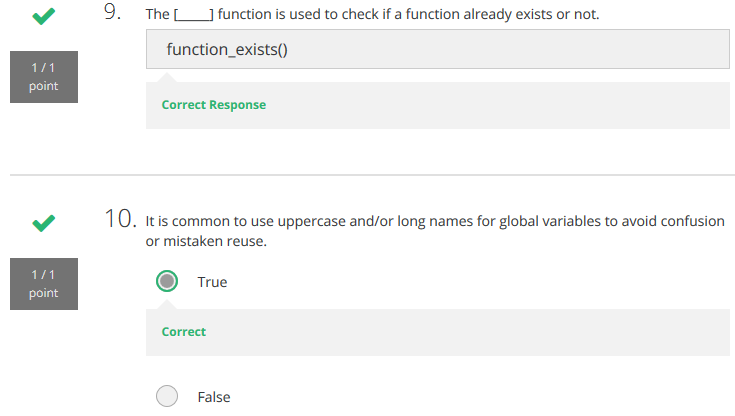 9. The [____] function is used to check if a function already exists or not.
function_exists()
1 / 1
point
Correct Response
10. It is common to use uppercase and/or long names for global variables to avoid confusion
or mistaken reuse.
1 / 1
point
True
Correct
False